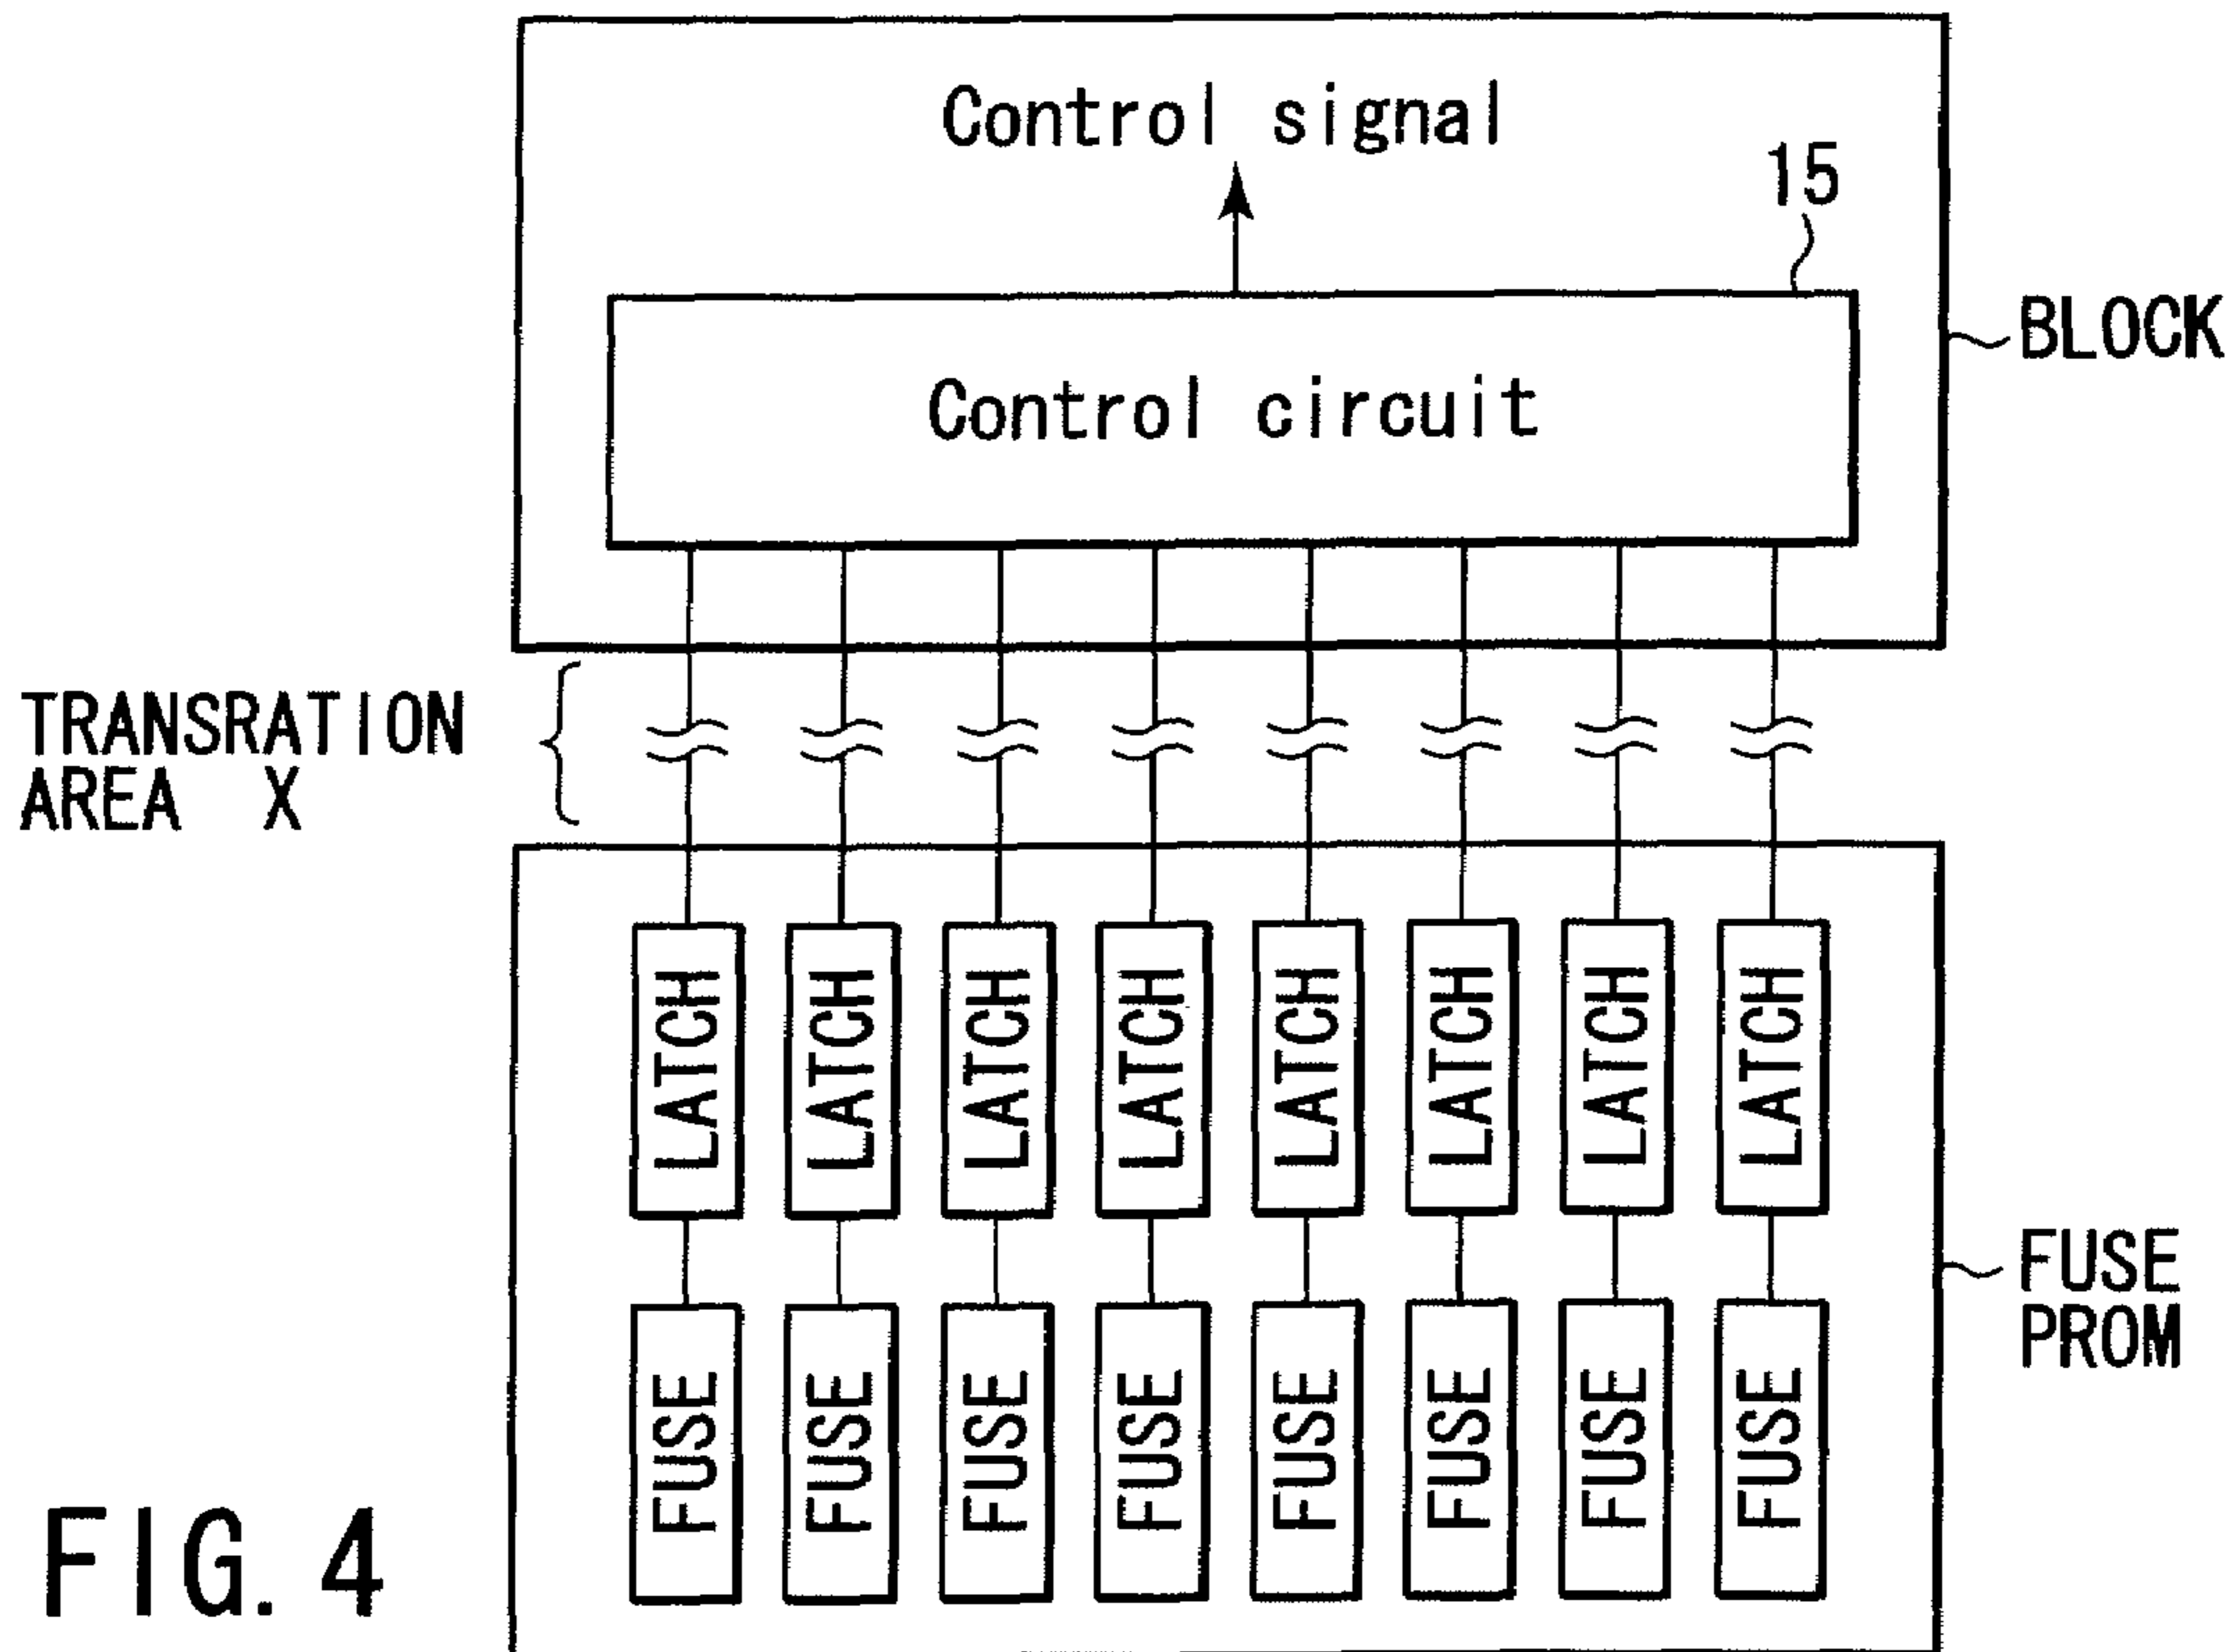 Control signal
15
Control circuit
BLOCK
TRANSRATION
AREA X
LATCH
LATCH
LATCH
LATCH
LATCH
LATCH
LATCH
LATCH
FUSE
PROM
FUSE
FUSE
FUSE
FUSE
FUSE
FUSE
FUSE
FUSE
FIG. 4